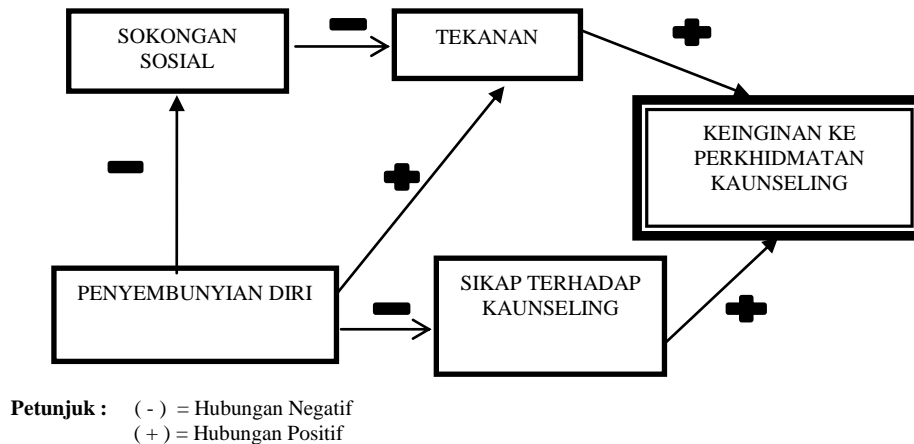 SOKONGAN
SOSIAL
TEKANAN
KEINGINAN KE
PERKHIDMATAN
KAUNSELING
PENYEMBUNYIAN DIRI
SIKAP TERHADAP
KAUNSELING
Petunjuk : ( - ) = Hubungan Negatif
( + ) = Hubungan Positif